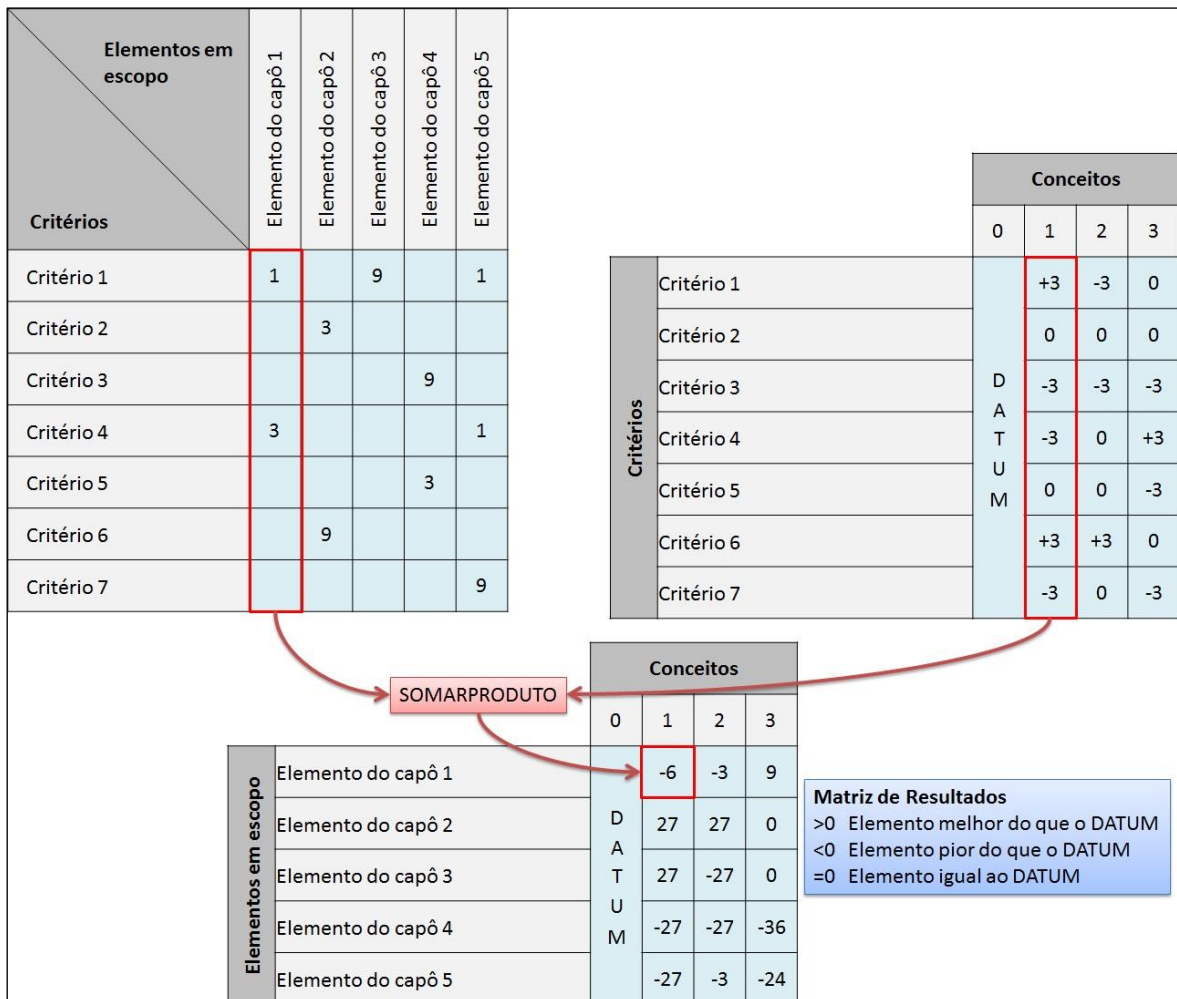 Elementos em
escopo
Critérios
Elemento do capô 1
Elemento do capô 2
Elemento do capô 3
Elemento do capô 4
Elemento do capô 5
Critério 1 1 9 1
Critério 2 3
Critério 3 9
Critério 4 3 1
Critério 5 3
Critério 6 9
Critério 7 9
Conceitos
0 1 2 3
Critérios
DATUM
Critério 1 +3 -3 0
Critério 2 0 0 0
Critério 3 -3 -3 -3
Critério 4 -3 0 +3
Critério 5 0 0 -3
Critério 6 +3 +3 0
Critério 7 -3 0 -3
SOMARPRODUTO
Conceitos
0 1 2 3
Elementos em escopo
DATUM
Elemento do capô 1 -6 -3 9
Elemento do capô 2 27 27 0
Elemento do capô 3 27 -27 0
Elemento do capô 4 -27 -27 -36
Elemento do capô 5 -27 -3 -24
Matriz de Resultados
>0 Elemento melhor do que o DATUM
<0 Elemento pior do que o DATUM
=0 Elemento igual ao DATUM